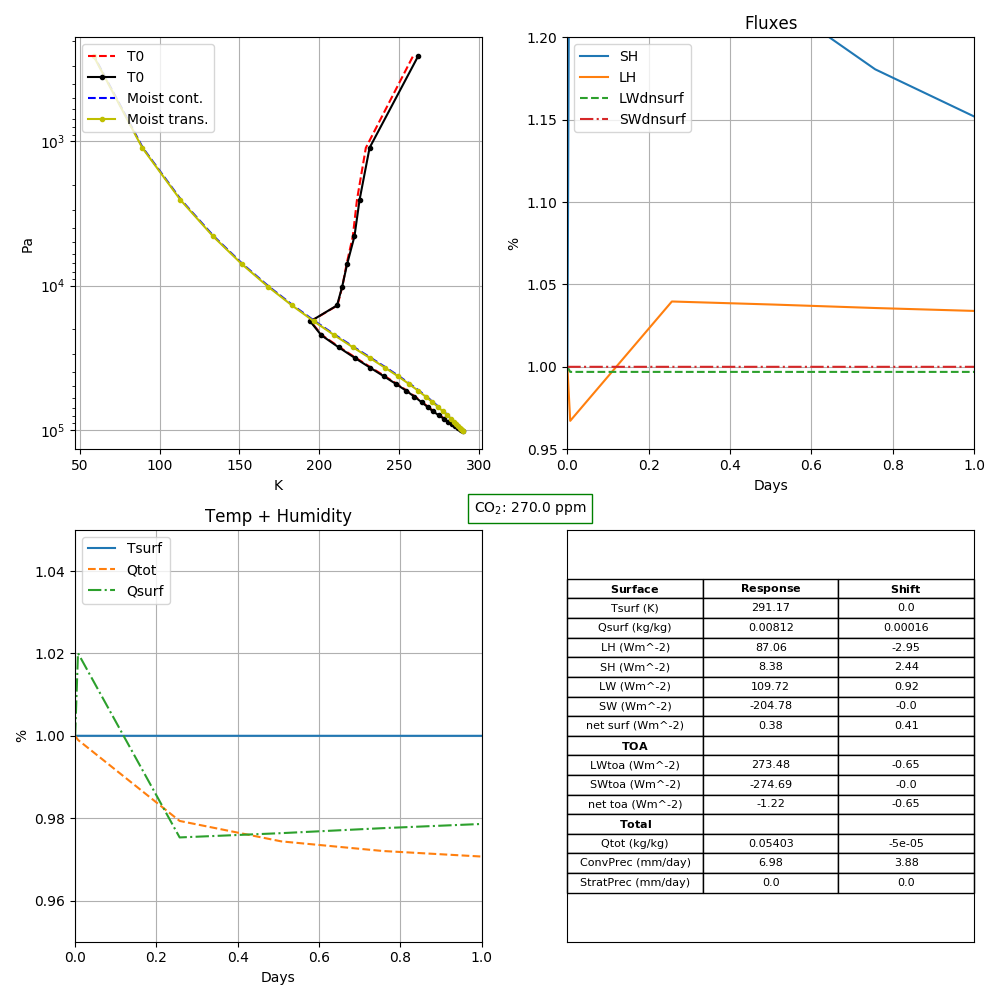 T0
T0
Moist cont.
Moist trans.
10^3
10^4
10^5
Pa
50 100 150 200 250 300
K
Fluxes
SH
LH
LWdnsurf
SWdnsurf
1.20
1.15
1.10
1.05
1.00
0.95
%
0.0 0.2 0.4 0.6 0.8 1.0
Days
CO₂: 270.0 ppm
Temp + Humidity
Tsurf
Qtot
Qsurf
1.04
1.02
1.00
0.98
0.96
%
0.0 0.2 0.4 0.6 0.8 1.0
Days
Surface Response Shift
Tsurf (K) 291.17 0.0
Qsurf (kg/kg) 0.00812 0.00016
LH (Wm^-2) 87.06 -2.95
SH (Wm^-2) 8.38 2.44
LW (Wm^-2) 109.72 0.92
SW (Wm^-2) -204.78 -0.0
net surf (Wm^-2) 0.38 0.41
TOA
LWtoa (Wm^-2) 273.48 -0.65
SWtoa (Wm^-2) -274.69 -0.0
net toa (Wm^-2) -1.22 -0.65
Total
Qtot (kg/kg) 0.05403 -5e-05
ConvPrec (mm/day) 6.98 3.88
StratPrec (mm/day) 0.0 0.0